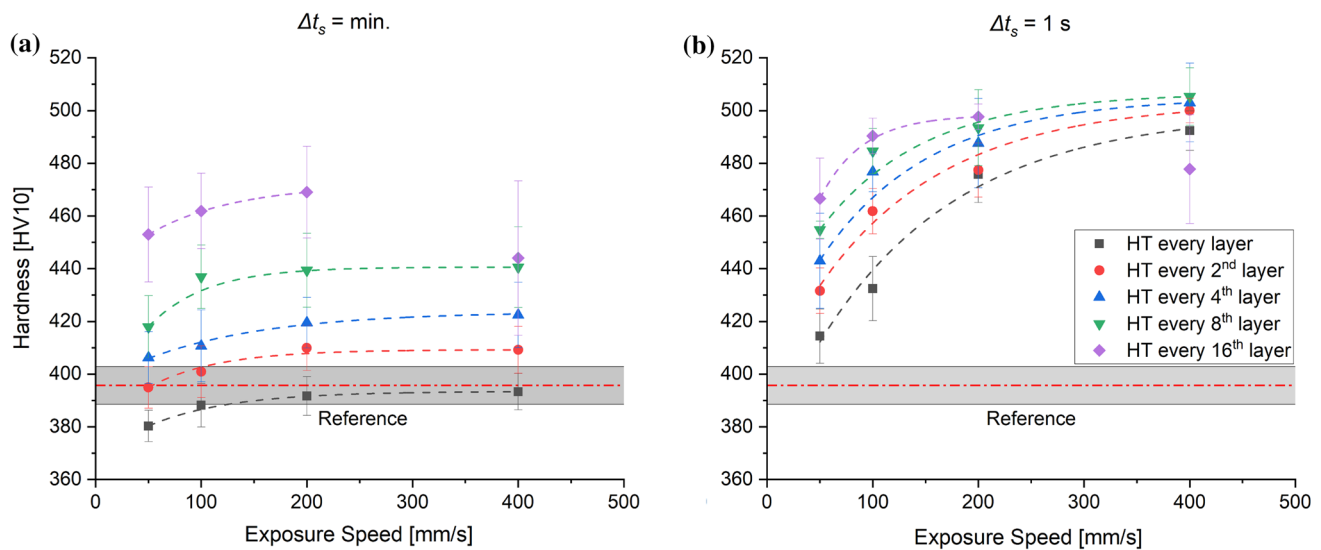 (a)
Δts = min.
Hardness [HV10]
520
500
480
460
440
420
400
380
360
0
100
200
300
400
500
Reference
Exposure Speed [mm/s]
(b)
Δts = 1 s
520
500
480
460
440
420
400
380
360
0
100
200
300
400
500
HT every layer
HT every 2nd layer
HT every 4th layer
HT every 8th layer
HT every 16th layer
Reference
Exposure Speed [mm/s]